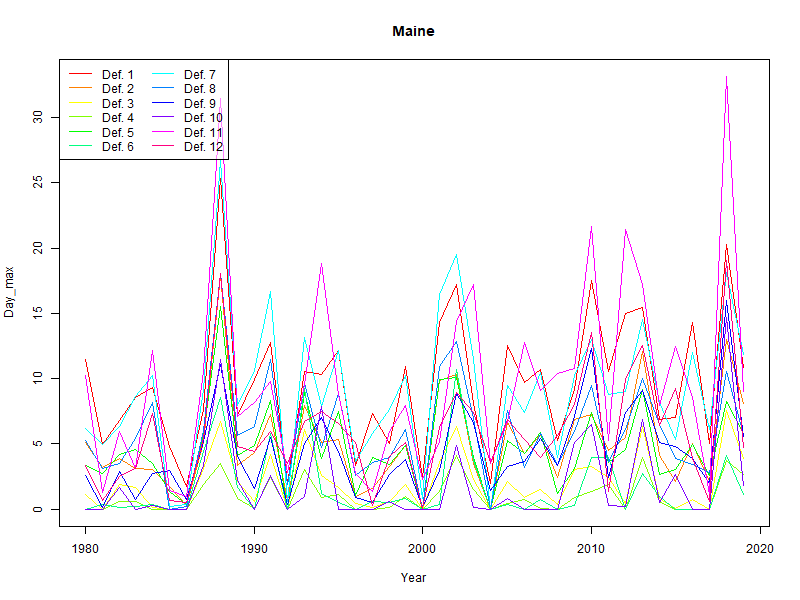 Maine
Def. 1 Def. 7
Def. 2 Def. 8
Def. 3 Def. 9
Def. 4 Def. 10
Def. 5 Def. 11
Def. 6 Def. 12
Day_max
0
5
10
15
20
25
30
1980 1990 2000 2010 2020
Year